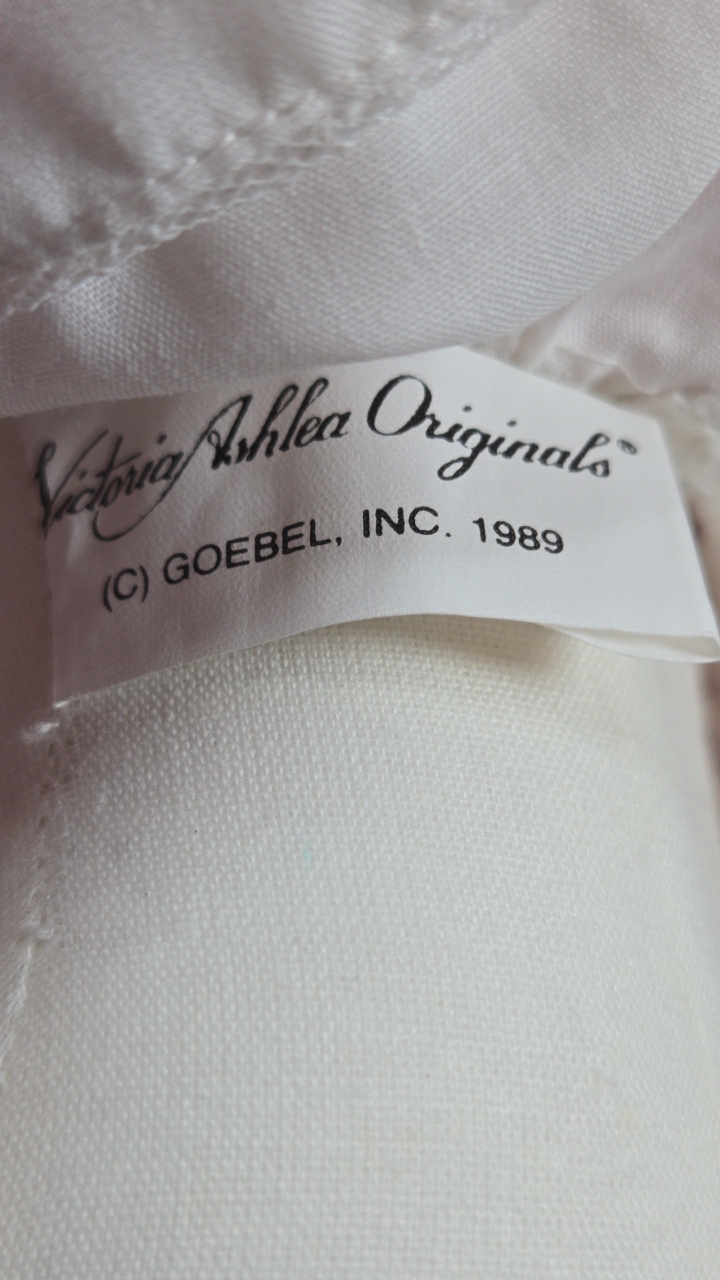 Victoria Ashlea Originals®
(C) GOEBEL, INC. 1989